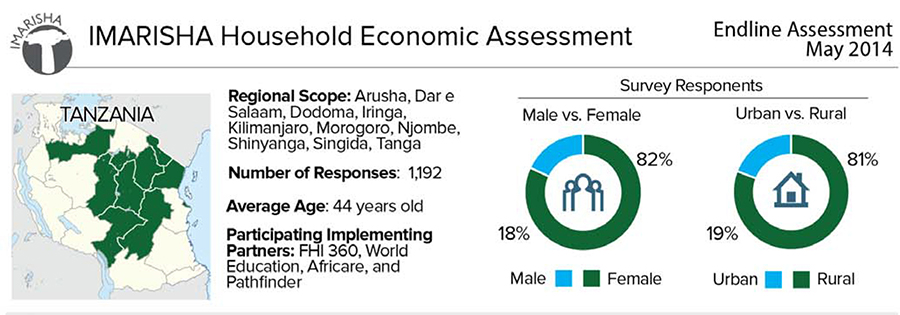 IMARISHA
IMARISHA Household Economic Assessment
Endline Assessment
May 2014
TANZANIA
Regional Scope: Arusha, Dar e
Salaam, Dodoma, Iringa,
Kilimanjaro, Morogoro, Njombe,
Shinyanga, Singida, Tanga
Number of Responses: 1,192
Average Age: 44 years old
Participating Implementing
Partners: FHI 360, World
Education, Africare, and
Pathfinder
Survey Responents
Male vs. Female
82%
18%
Male Female
Urban vs. Rural
81%
19%
Urban Rural